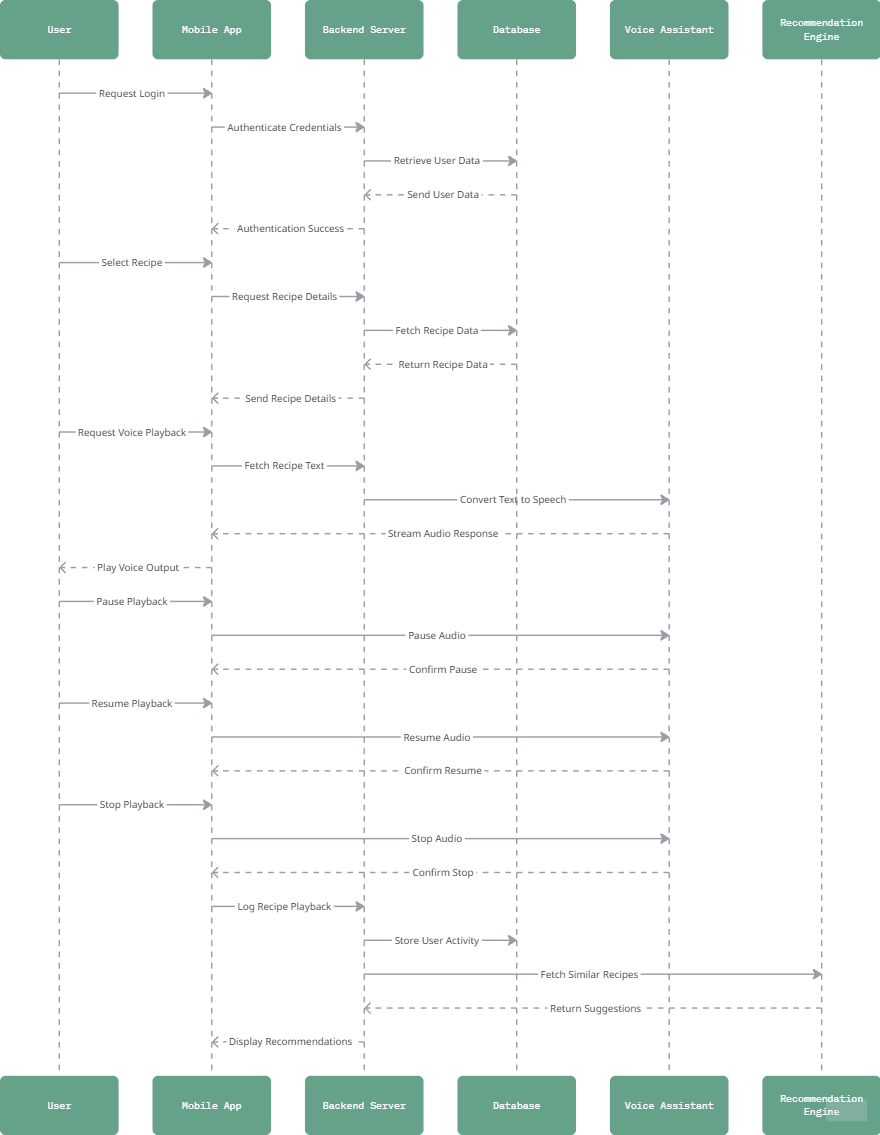 User
Mobile App
Backend Server
Database
Voice Assistant
Recommendation
Engine
Request Login
Authenticate Credentials
Retrieve User Data
Send User Data
Authentication Success
Select Recipe
Request Recipe Details
Fetch Recipe Data
Return Recipe Data
Send Recipe Details
Request Voice Playback
Fetch Recipe Text
Convert Text to Speech
Stream Audio Response
Play Voice Output
Pause Playback
Pause Audio
Confirm Pause
Resume Playback
Resume Audio
Confirm Resume
Stop Playback
Stop Audio
Confirm Stop
Log Recipe Playback
Store User Activity
Fetch Similar Recipes
Return Suggestions
Display Recommendations
User
Mobile App
Backend Server
Database
Voice Assistant
Recommendation
Engine